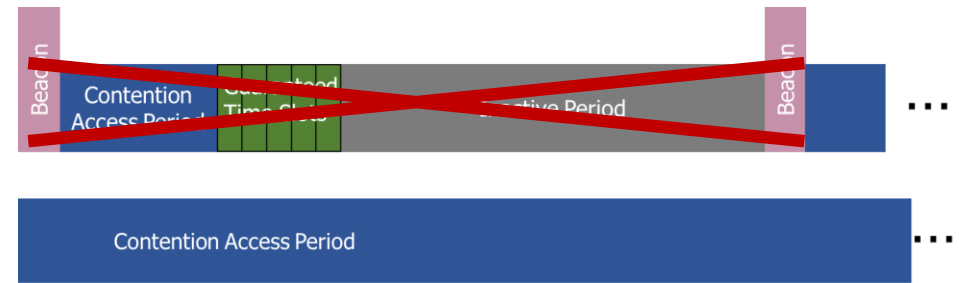 Beacon
Contention
Access Period
Guaranteed
Time Slots
Inactive Period
Beacon
...
Contention Access Period
...